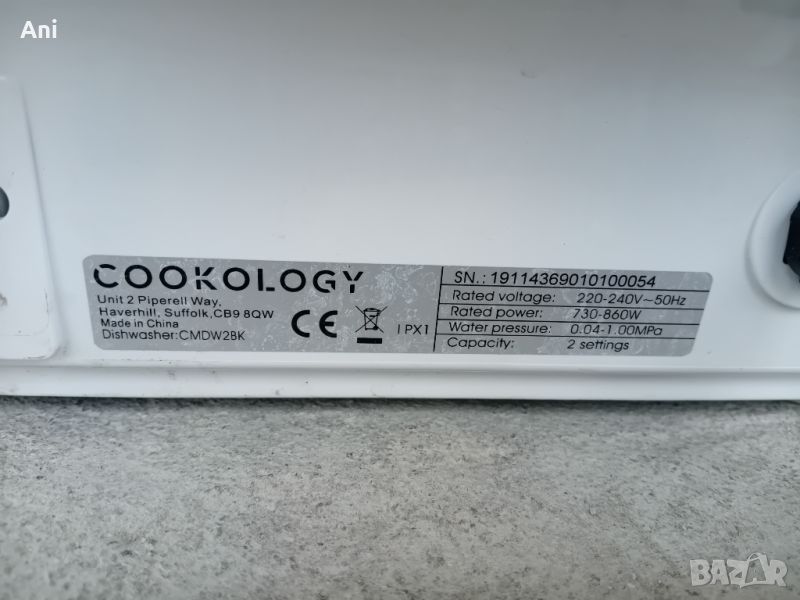 Ani
COOKOLOGY
Unit 2 Piperell Way,
Haverhill, Suffolk,CB9 8QW
Made in China
Dishwasher:CMDW2BK
CE
IPX1
SN.: 19114369010100054
Rated voltage: 220-240V~50Hz
Rated power: 730-860W
Water pressure: 0.04-1.00MPa
Capacity: 2 settings
BAZAR